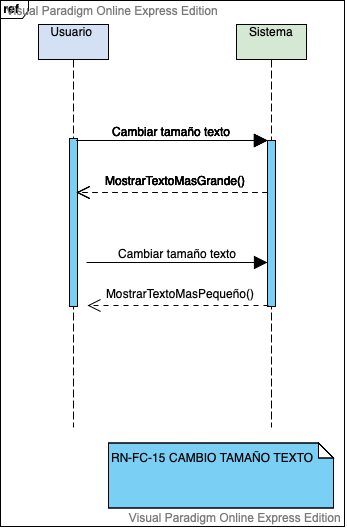 ref
Visual Paradigm Online Express Edition
Usuario
Sistema
Cambiar tamaño texto
MostrarTextoMasGrande()
Cambiar tamaño texto
MostrarTextoMasPequeño()
RN-FC-15 CAMBIO TAMAÑO TEXTO
Visual Paradigm Online Express Edition